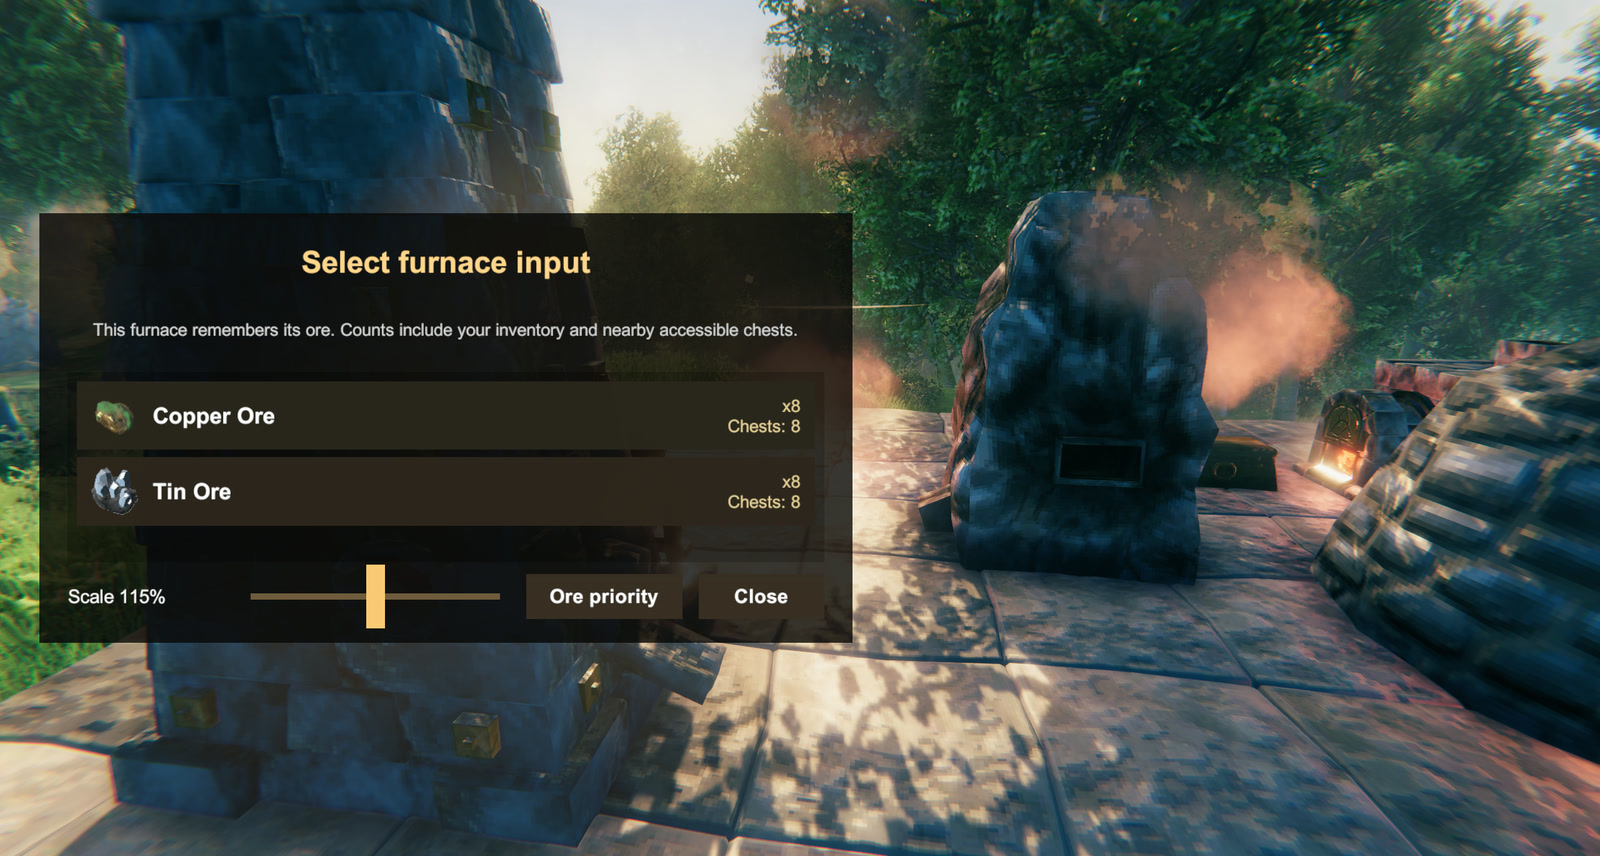 Select furnace input
This furnace remembers its ore. Counts include your inventory and nearby accessible chests.
Copper Ore
x8
Chests: 8
Tin Ore
x8
Chests: 8
Scale 115%
Ore priority
Close